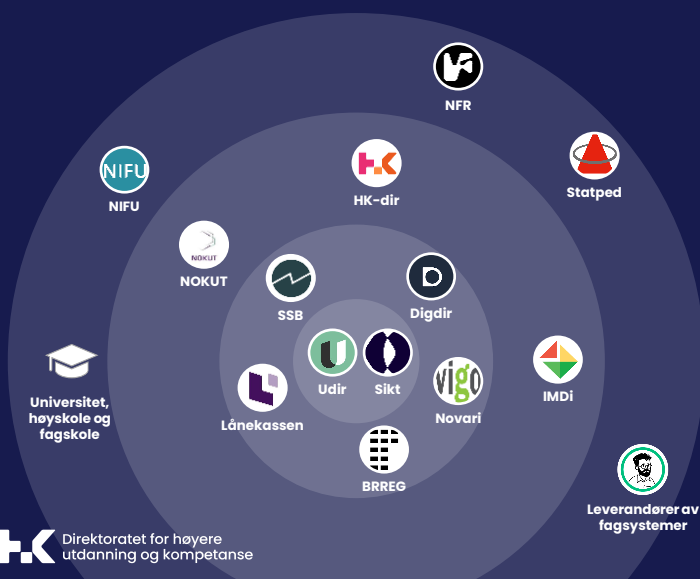 NFR
HK-dir
Statped
NIFU
NIFU
NOKUT
NOKUT
SSB
Digdir
Udir
Sikt
IMDi
vigo
Novari
Lånekassen
Universitet,
høyskole og
fagskole
BRREG
Leverandører av
fagsystemer
Direktoratet for høyere
utdanning og kompetanse